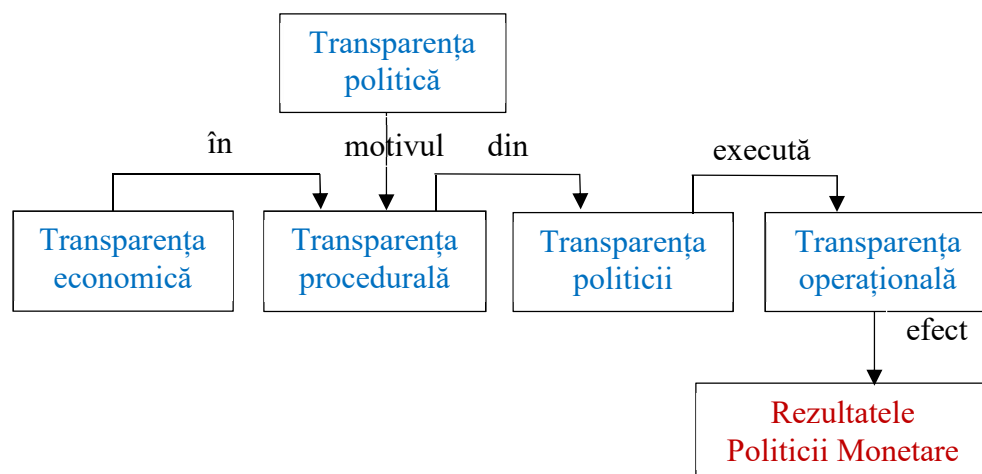 Transparența
politică
în
motivul
din
execută
Transparența
economică
Transparența
procedurală
Transparența
politicii
Transparența
operațională
efect
Rezultatele
Politicii Monetare